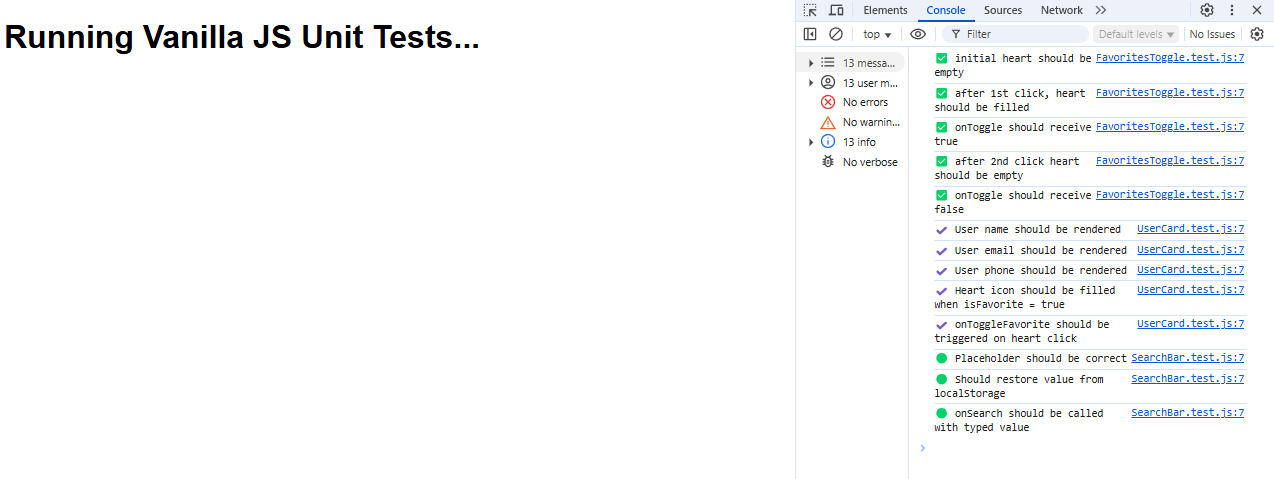 Running Vanilla JS Unit Tests...
Elements Console Sources Network
top Filter Default levels No Issues
13 messa...
13 user m...
No errors
No warnin...
13 info
No verbose
initial heart should be FavoritesToggle.test.js:7
empty
after 1st click, heart FavoritesToggle.test.js:7
should be filled
onToggle should receive FavoritesToggle.test.js:7
true
after 2nd click heart FavoritesToggle.test.js:7
should be empty
onToggle should receive FavoritesToggle.test.js:7
false
User name should be rendered UserCard.test.js:7
User email should be rendered UserCard.test.js:7
User phone should be rendered UserCard.test.js:7
Heart icon should be filled UserCard.test.js:7
when isFavorite = true
onToggleFavorite should be UserCard.test.js:7
triggered on heart click
Placeholder should be correct SearchBar.test.js:7
Should restore value from SearchBar.test.js:7
localStorage
onSearch should be called SearchBar.test.js:7
with typed value